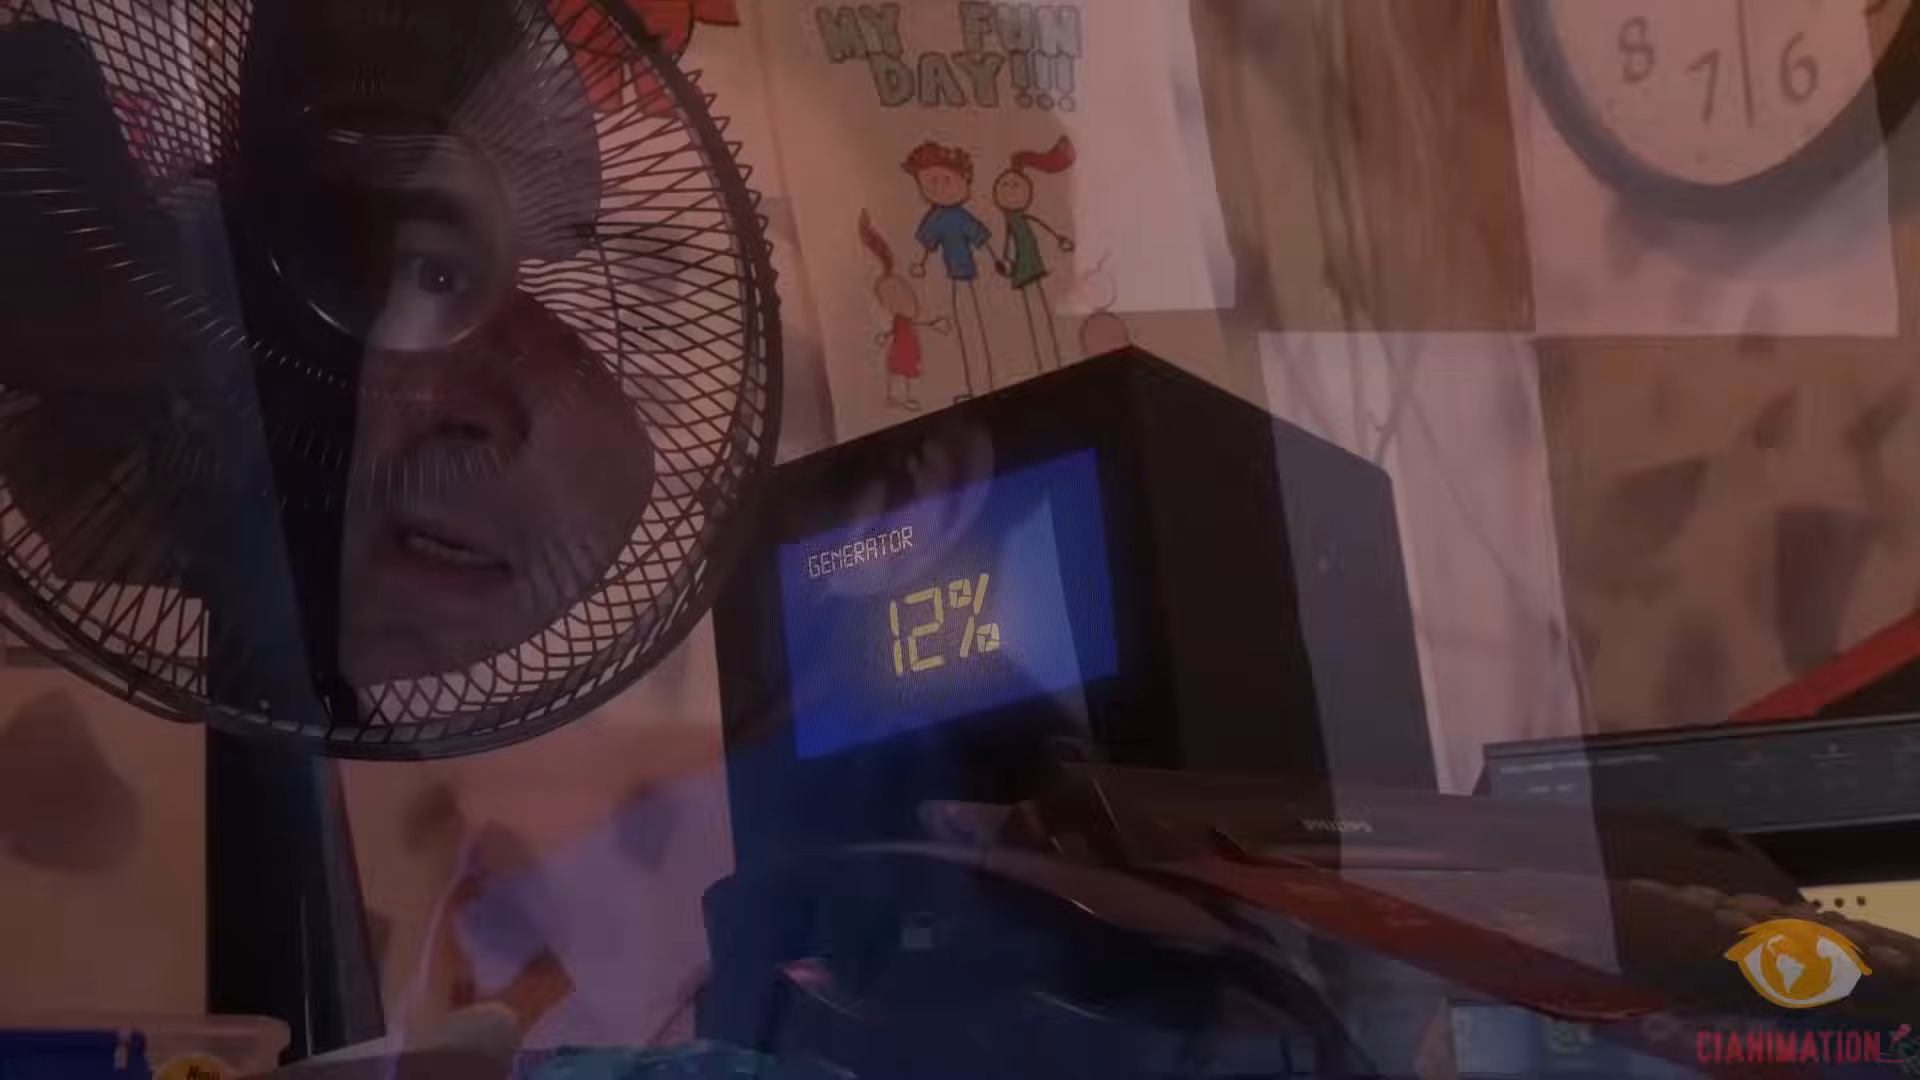 MY FUN
DAY!!!
8
7
6
GENERATOR
12%
PHILIPS
CIANIMATION